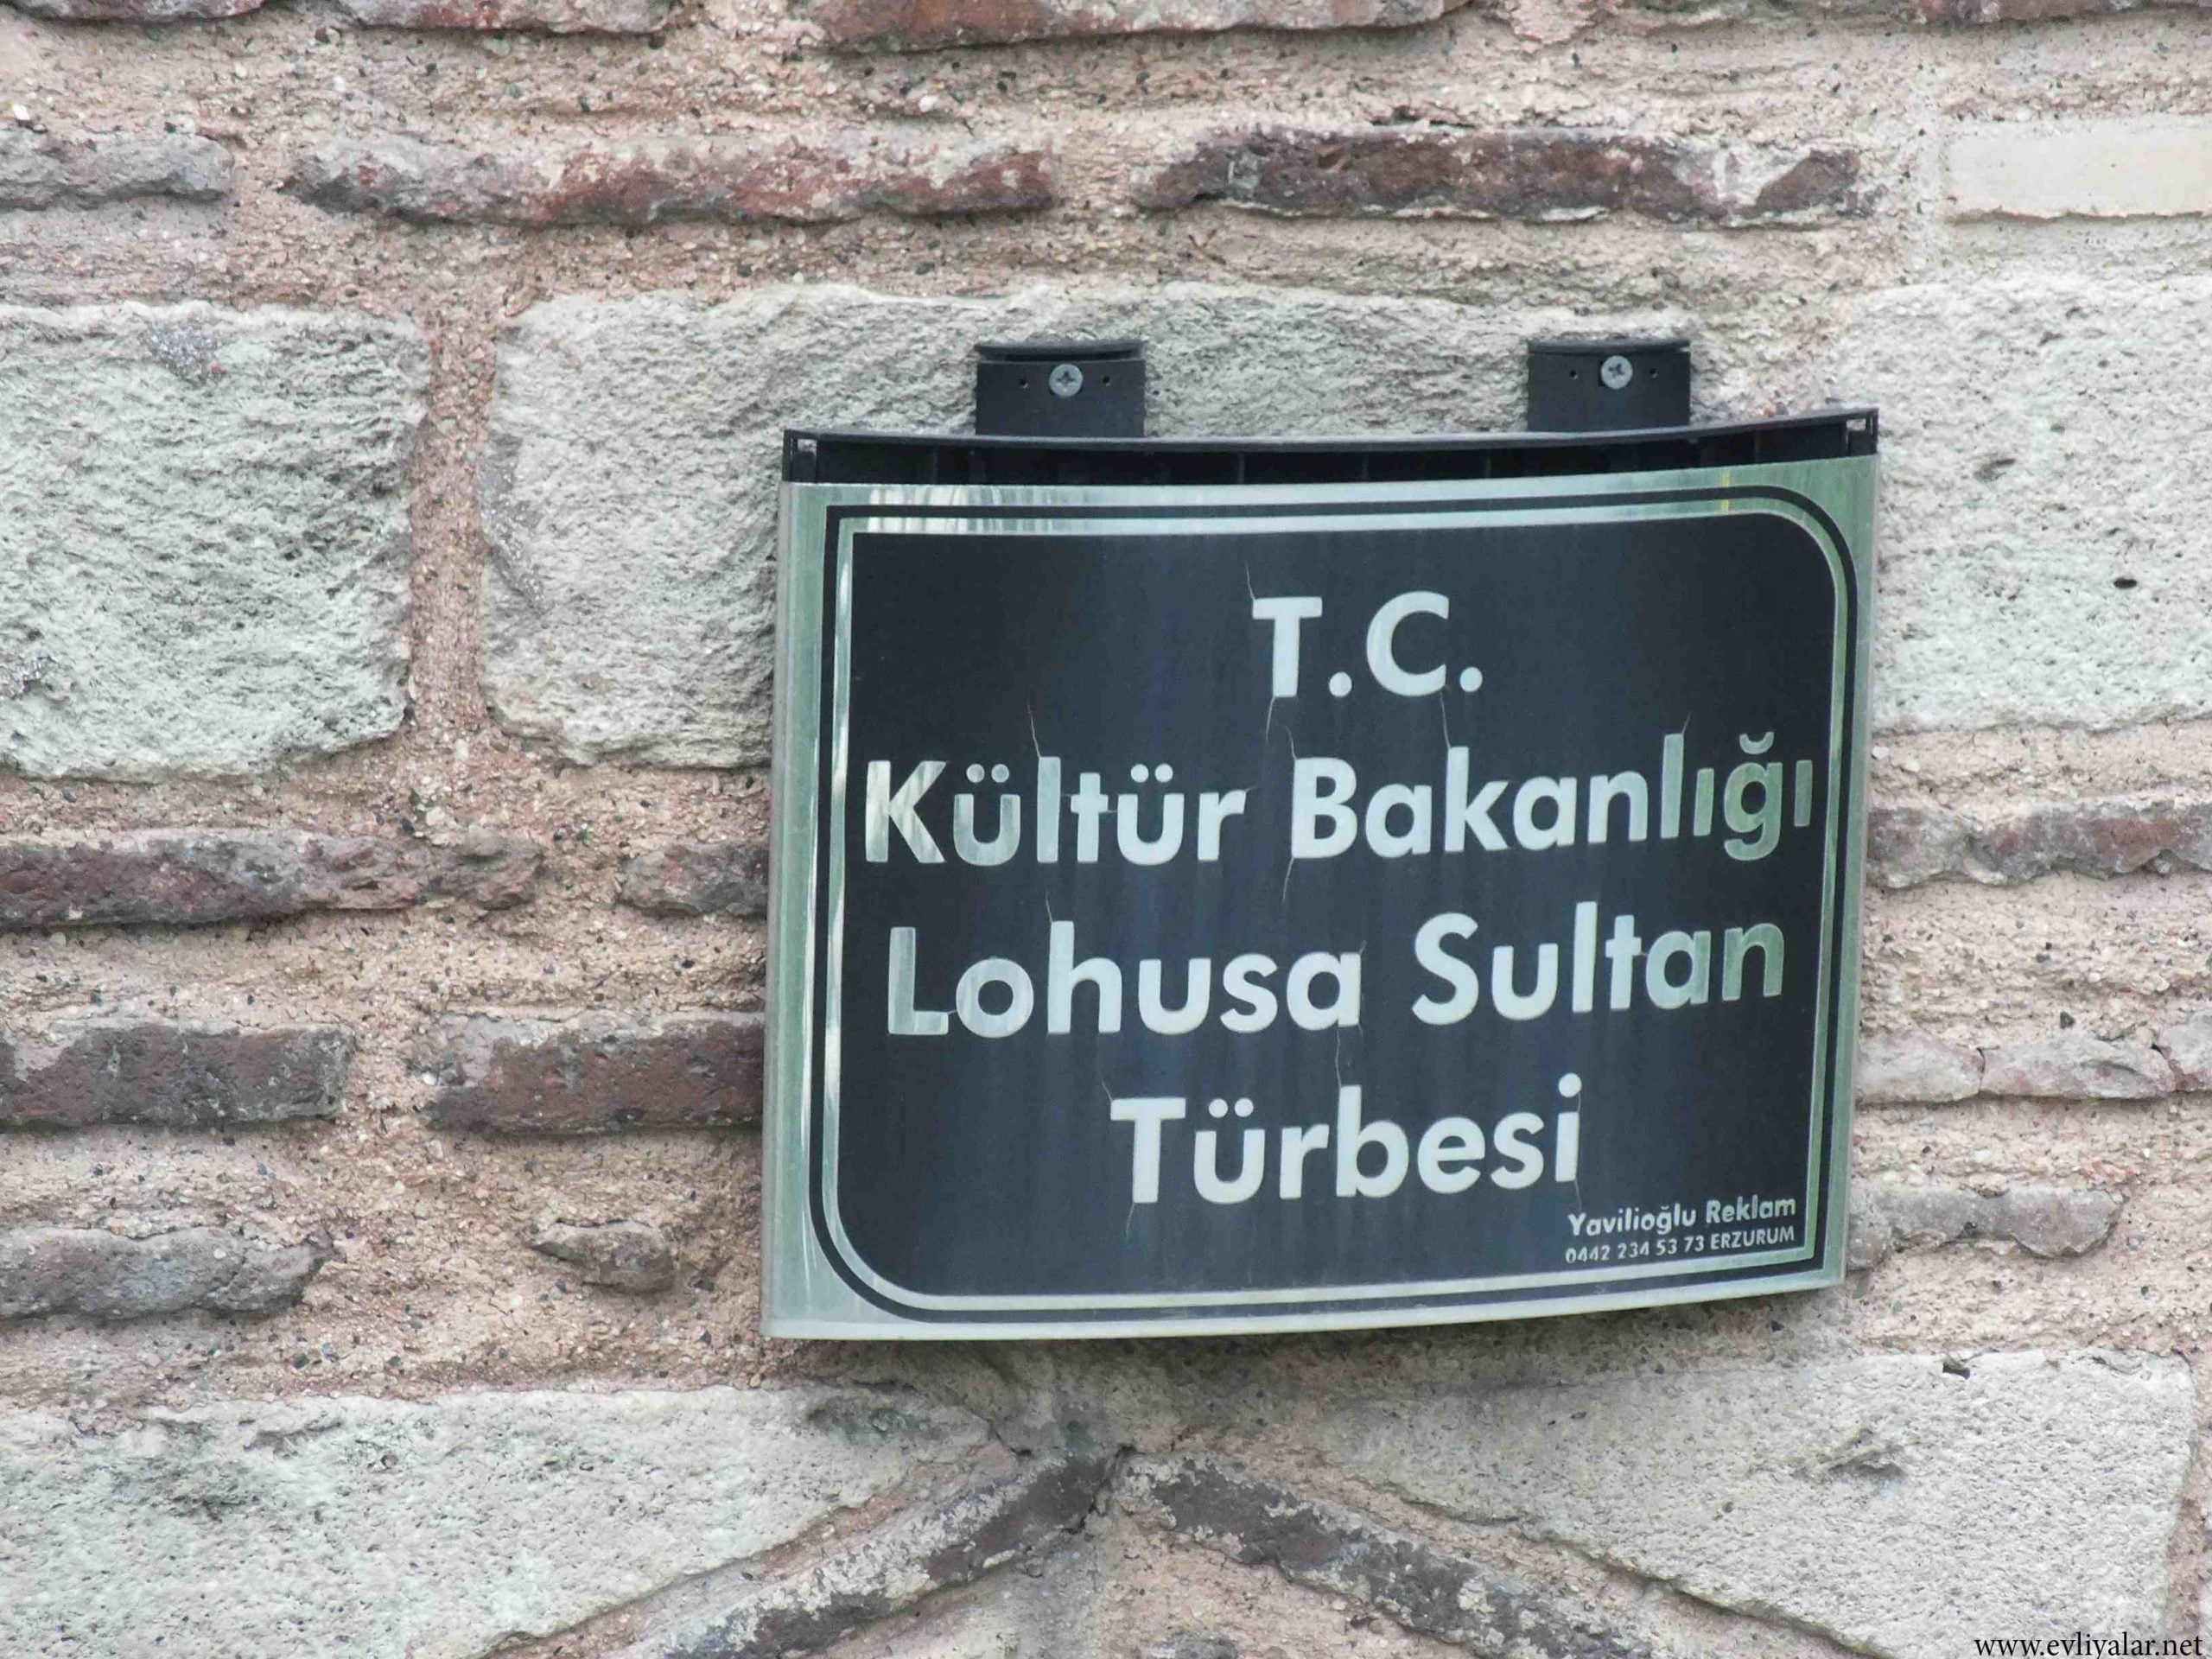 T.C.
Kültür Bakanlığı
Lohusa Sultan
Türbesi
Yavilioğlu Reklam
0442 234 53 73 ERZURUM
www.evliyalar.net